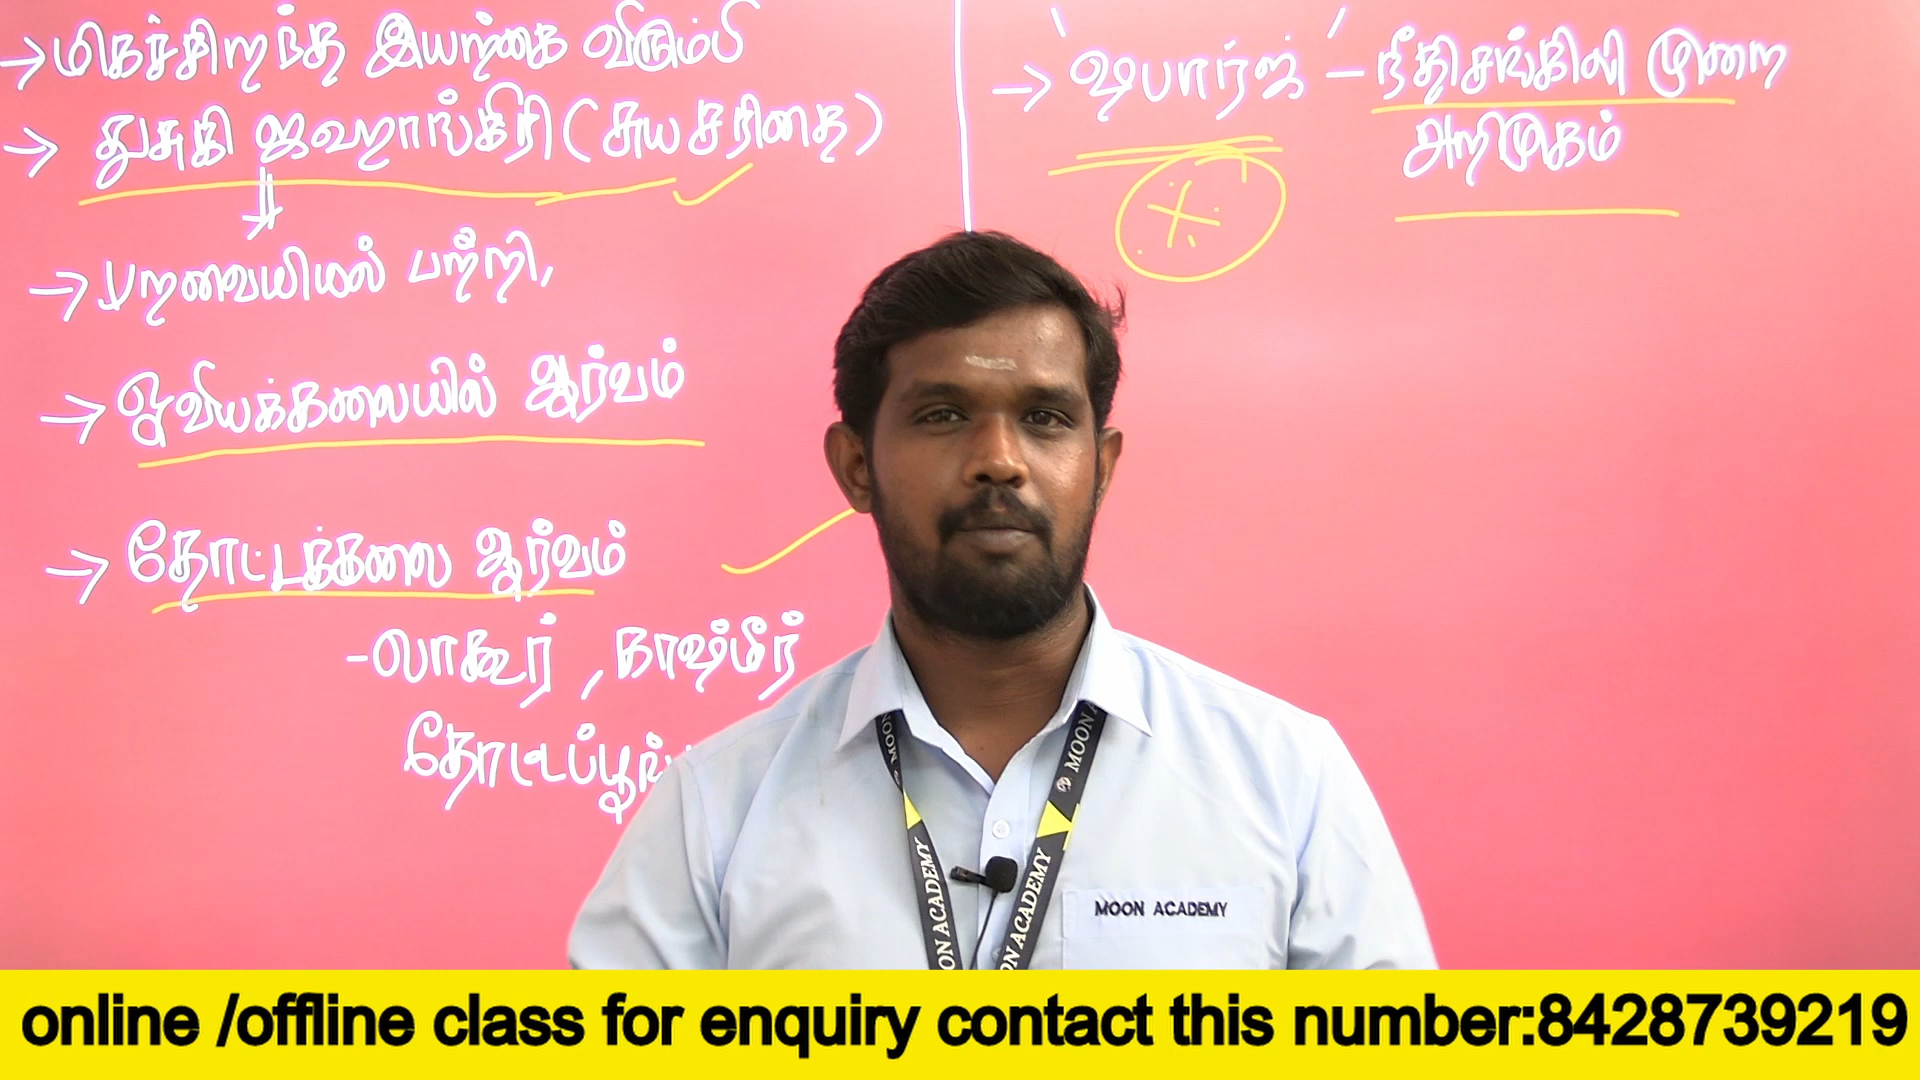 → மிகச்சிறந்த இயற்கை விரும்பி
→ துசுகி ஜஹாங்கிரி (சுயசரிதை)
→ பறவையியல் பற்றி,
→ ஓவியக்கலையில் ஆர்வம்
→ தோட்டக்கலை ஆர்வம்
- லாகூர், காஷ்மீர்
→ ஷபார்ஜ் - நீதிசங்கிலி முறை
அறிமுகம்
MOON ACADEMY
MOON ACADEMY
MOON ACADEMY
online /offline class for enquiry contact this number:8428739219